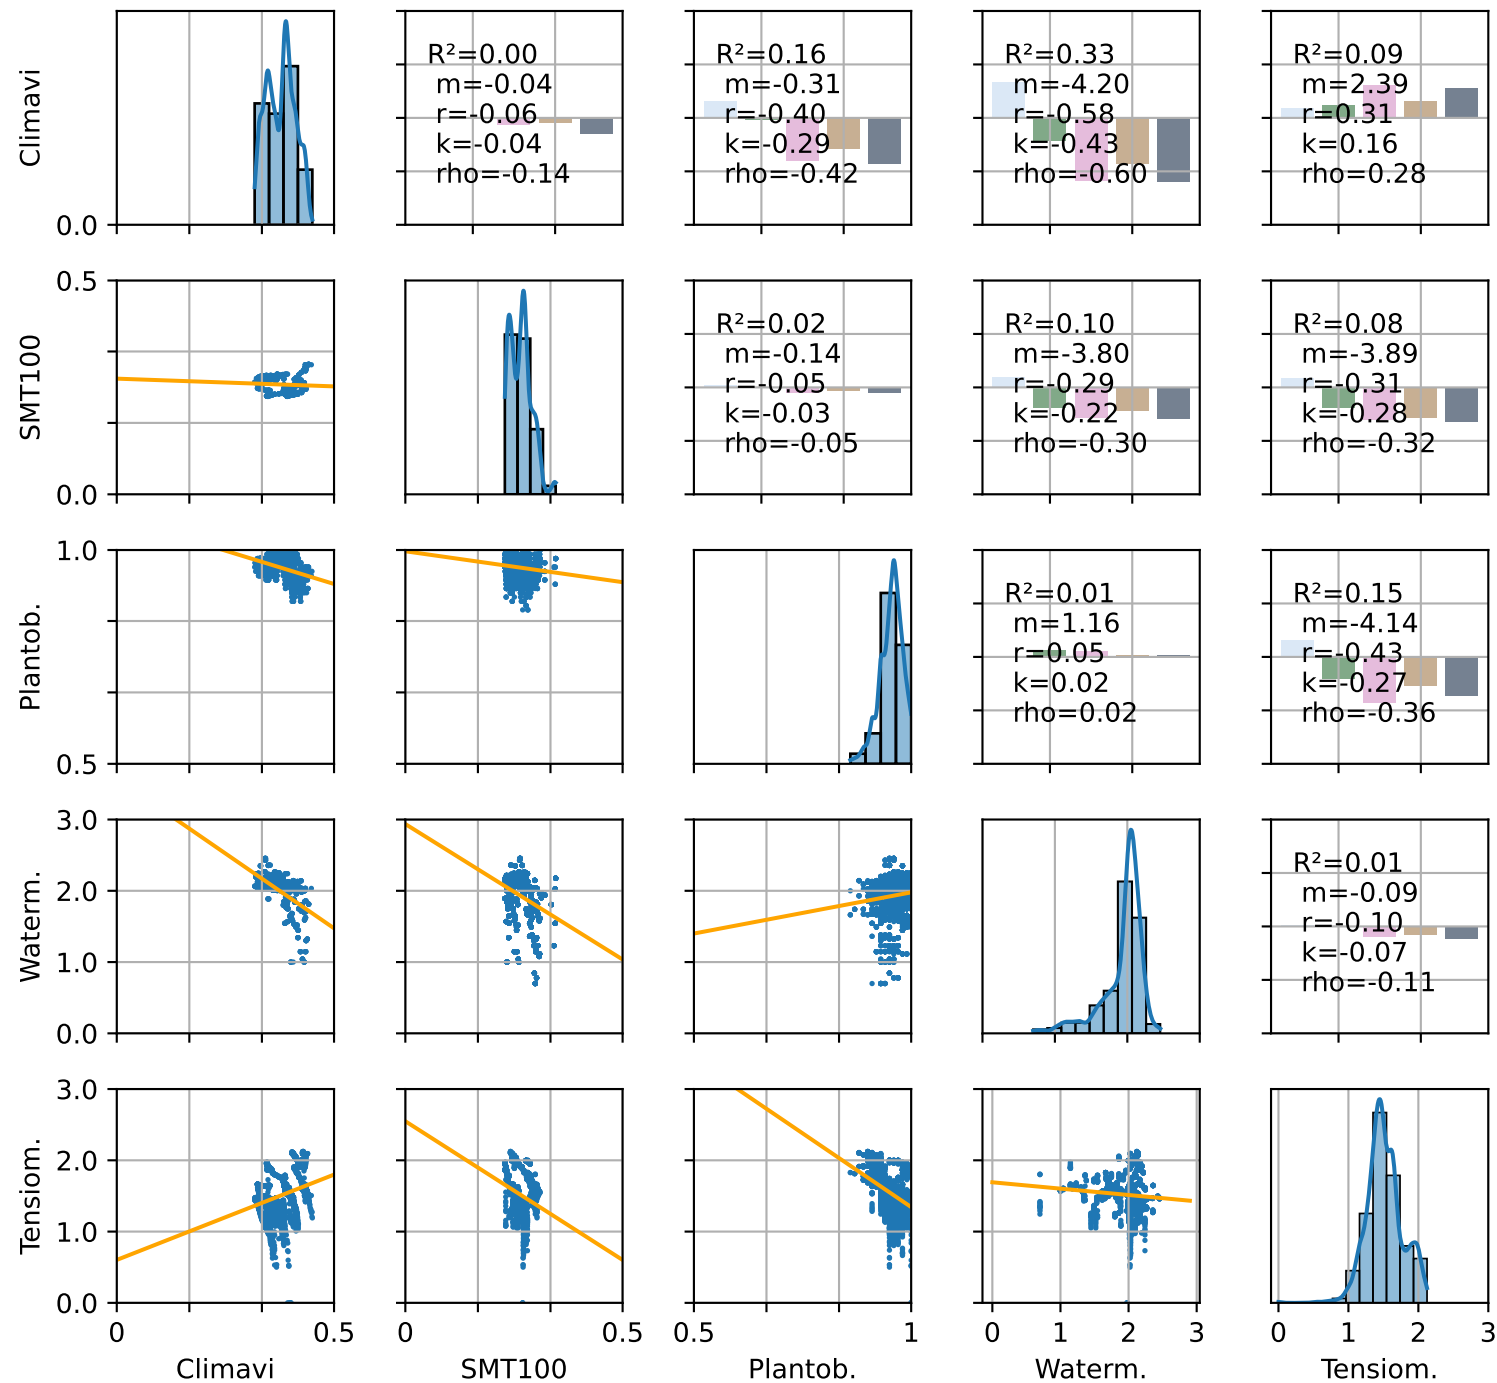 Climavi
0.0
R²=0.00
m=-0.04
r=-0.06
k=-0.04
rho=-0.14
R²=0.16
m=-0.31
r=-0.40
k=-0.29
rho=-0.42
R²=0.33
m=-4.20
r=-0.58
k=-0.43
rho=-0.60
R²=0.09
m=2.39
r=0.31
k=0.16
rho=0.28
SMT100
0.5
0.0
R²=0.02
m=-0.14
r=-0.05
k=-0.03
rho=-0.05
R²=0.10
m=-3.80
r=-0.29
k=-0.22
rho=-0.30
R²=0.08
m=-3.89
r=-0.31
k=-0.28
rho=-0.32
Plantob.
1.0
0.5
R²=0.01
m=1.16
r=0.05
k=0.02
rho=0.02
R²=0.15
m=-4.14
r=-0.43
k=-0.27
rho=-0.36
Waterm.
3.0
2.0
1.0
0.0
R²=0.01
m=-0.09
r=-0.10
k=-0.07
rho=-0.11
Tensiom.
3.0
2.0
1.0
0.0
0 0.5 0 0.5 0.5 1 0 1 2 3 0 1 2 3
Climavi SMT100 Plantob. Waterm. Tensiom.